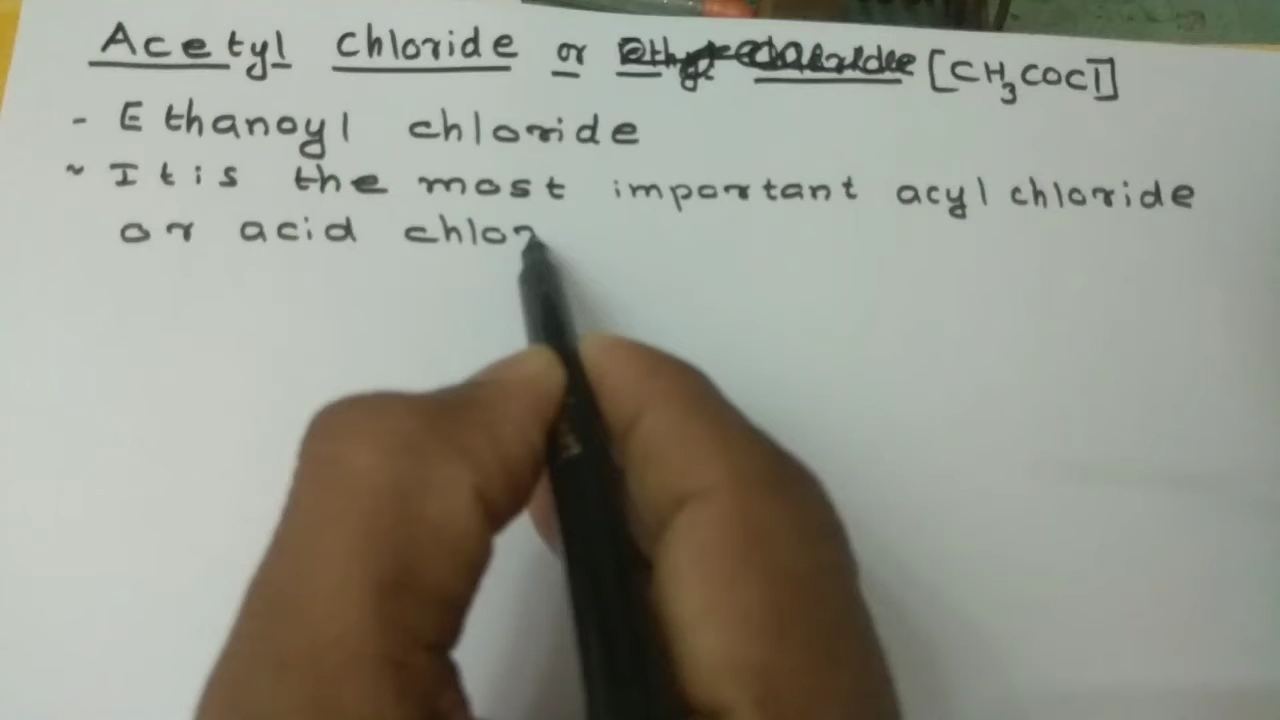 Acetyl chloride or [CH3COCl]
- Ethanoyl chloride
~ It is the most important acyl chloride
or acid chlor